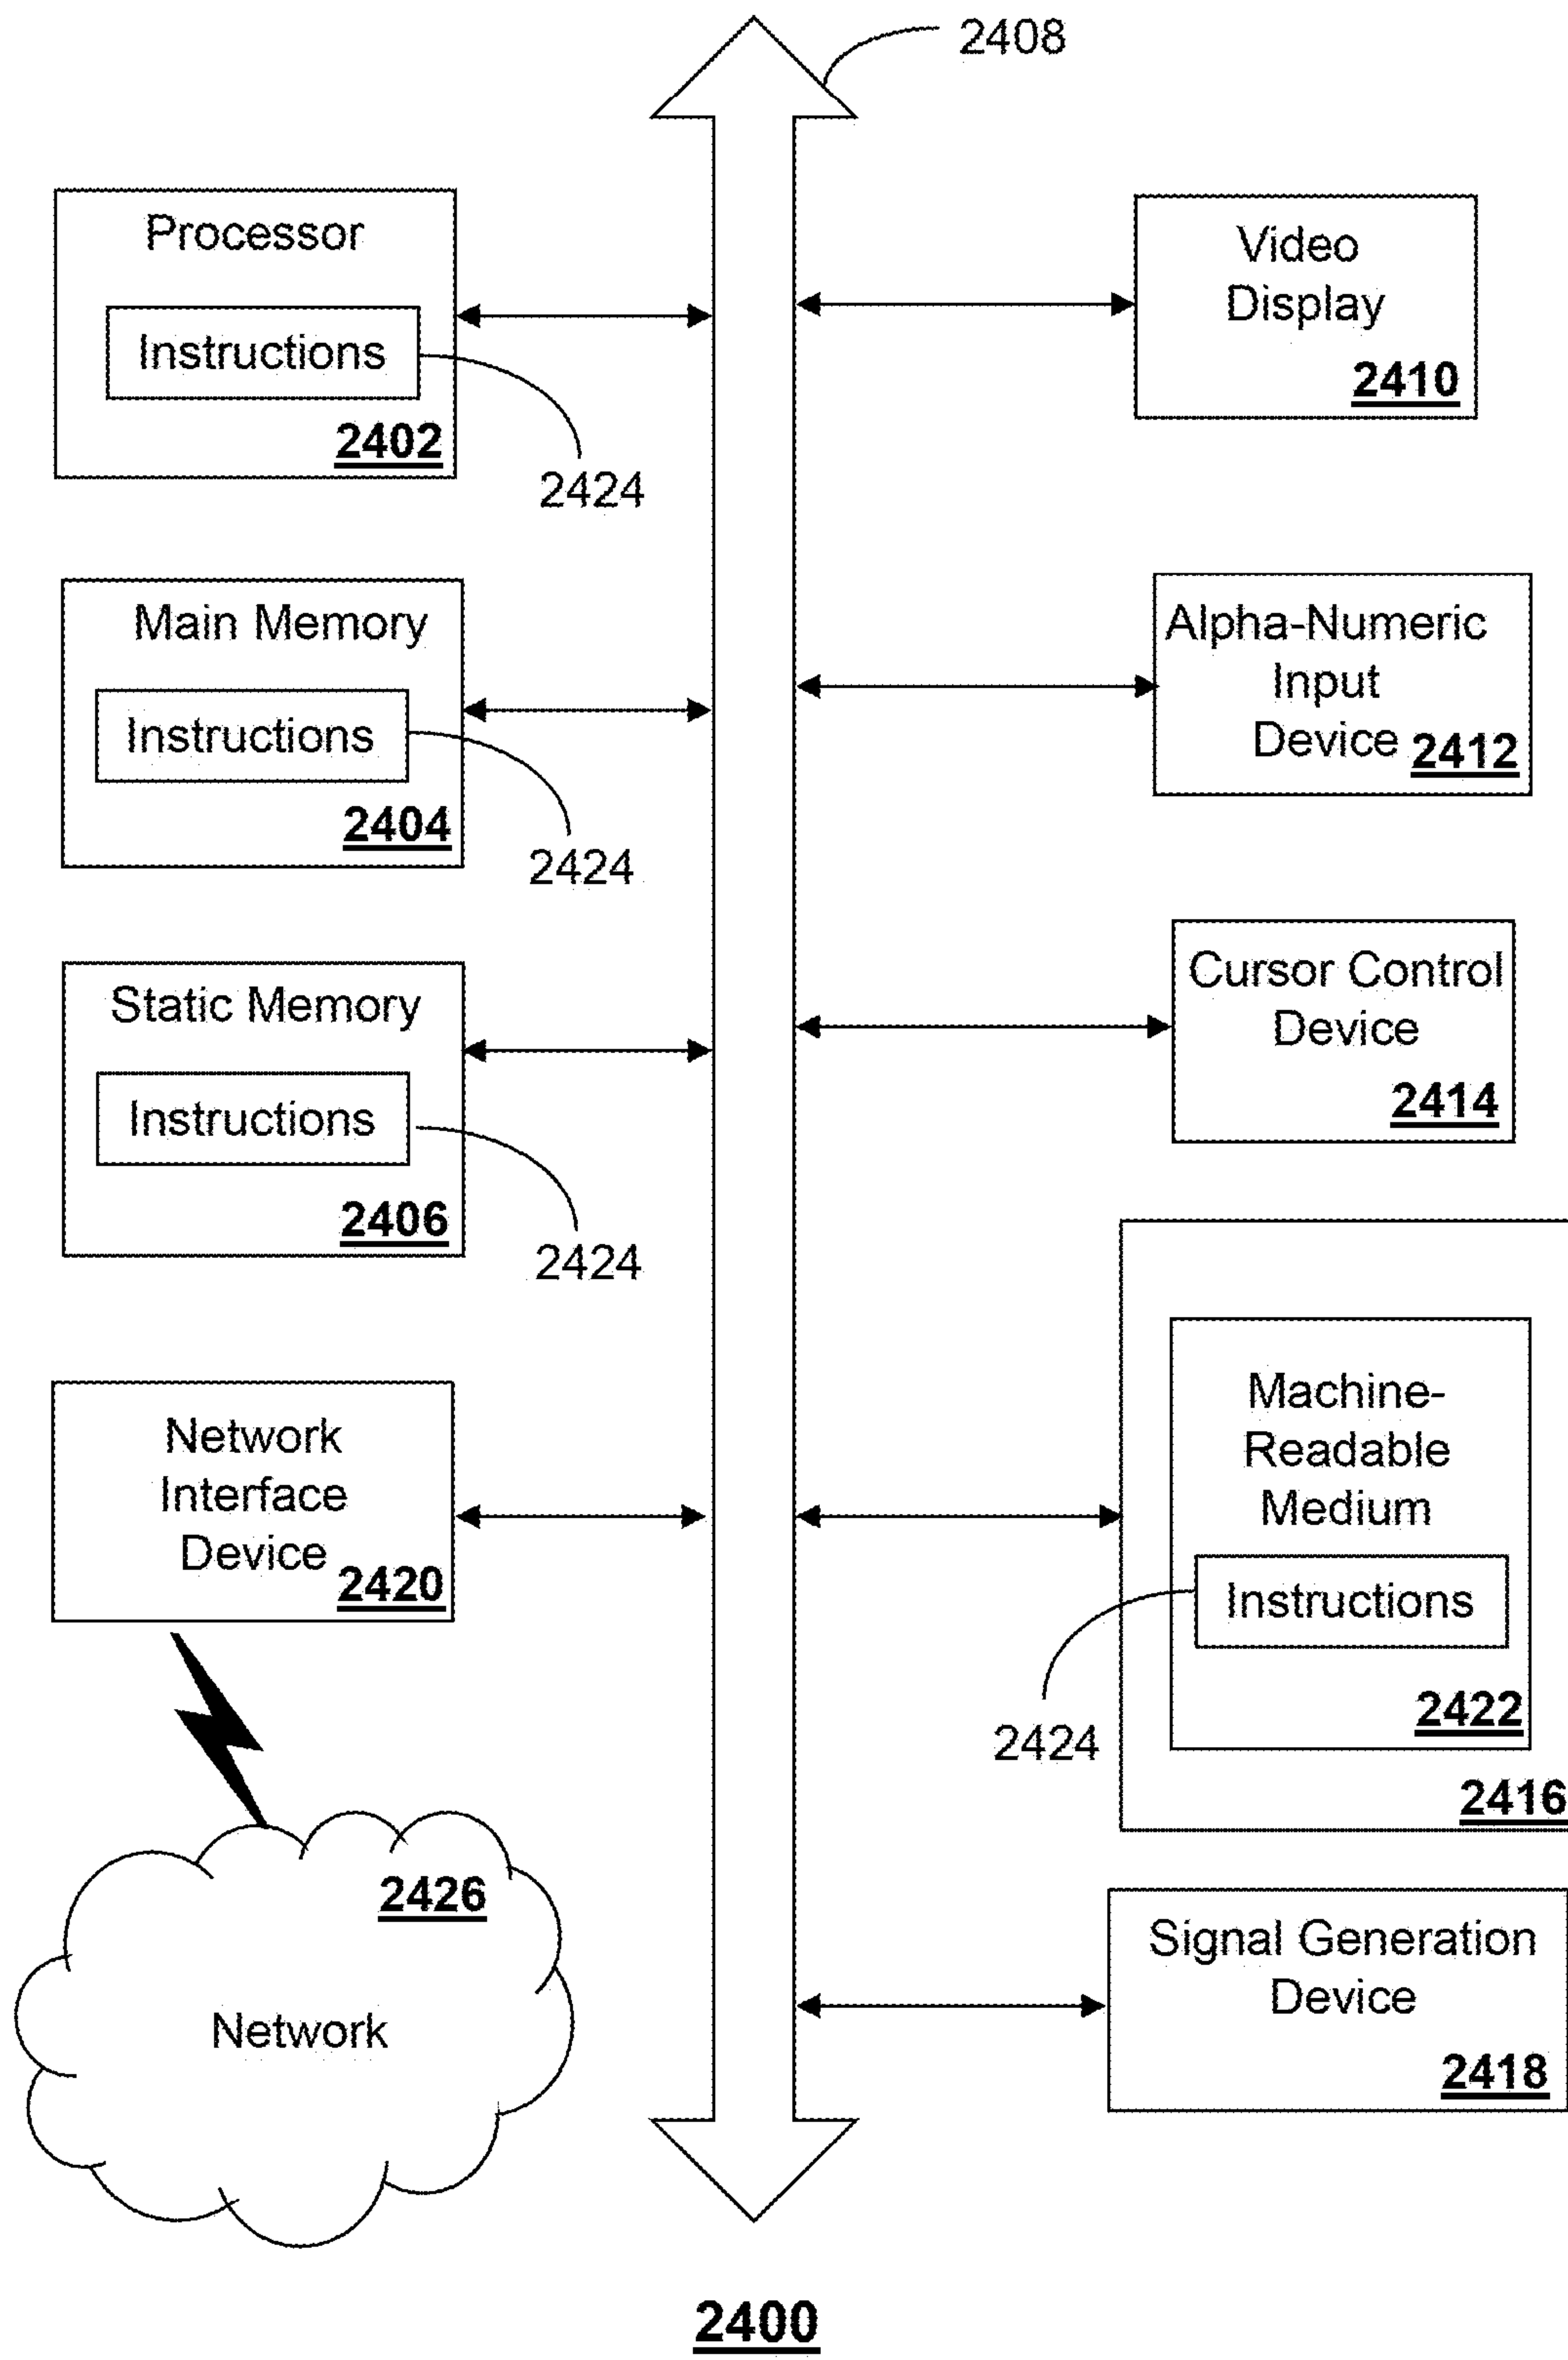 2408
Processor
Instructions
2402
2424
Video
Display
2410
Main Memory
Instructions
2404
2424
Alpha-Numeric
Input
Device 2412
Static Memory
Instructions
2406
2424
Cursor Control
Device
2414
Network
Interface
Device
2420
Machine-
Readable
Medium
Instructions
2422
2424
2416
2426
Network
Signal Generation
Device
2418
2400